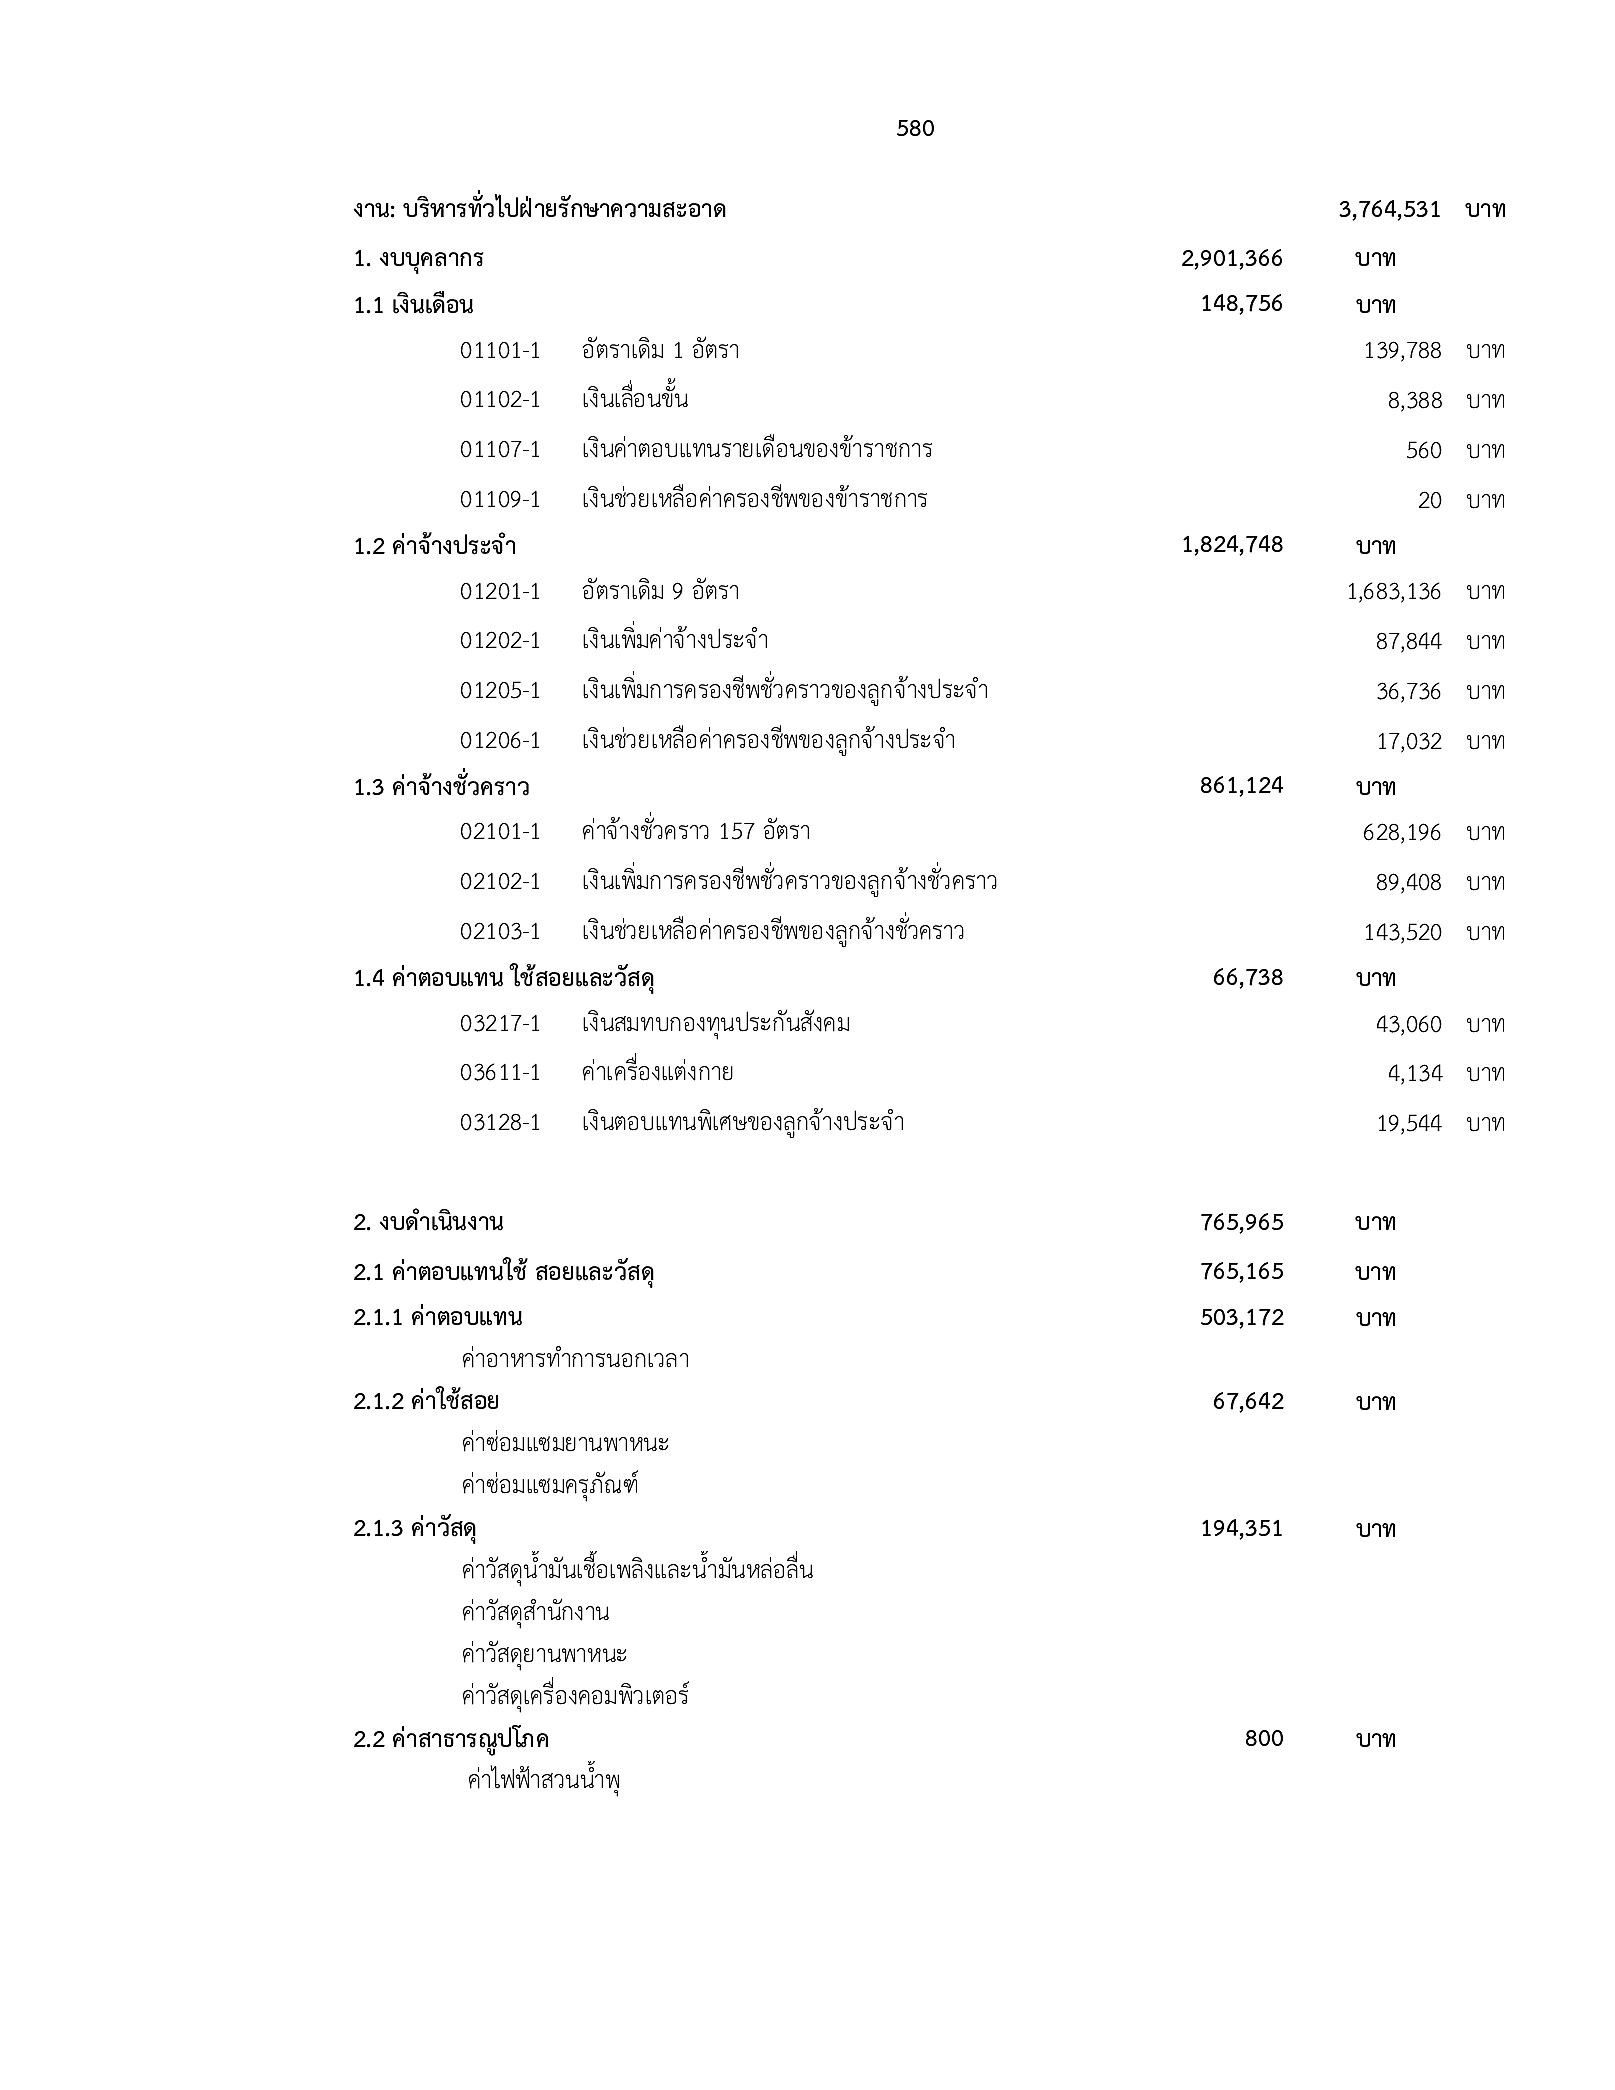 580
งาน: บริหารทั่วไปฝ่ายรักษาความสะอาด 3,764,531 บาท
1. งบบุคลากร 2,901,366 บาท
1.1 เงินเดือน 148,756 บาท
01101-1 อัตราเดิม 1 อัตรา 139,788 บาท
01102-1 เงินเลื่อนขั้น 8,388 บาท
01107-1 เงินค่าตอบแทนรายเดือนของข้าราชการ 560 บาท
01109-1 เงินช่วยเหลือค่าครองชีพของข้าราชการ 20 บาท
1.2 ค่าจ้างประจำ 1,824,748 บาท
01201-1 อัตราเดิม 9 อัตรา 1,683,136 บาท
01202-1 เงินเพิ่มค่าจ้างประจำ 87,844 บาท
01205-1 เงินเพิ่มการครองชีพชั่วคราวของลูกจ้างประจำ 36,736 บาท
01206-1 เงินช่วยเหลือค่าครองชีพของลูกจ้างประจำ 17,032 บาท
1.3 ค่าจ้างชั่วคราว 861,124 บาท
02101-1 ค่าจ้างชั่วคราว 157 อัตรา 628,196 บาท
02102-1 เงินเพิ่มการครองชีพชั่วคราวของลูกจ้างชั่วคราว 89,408 บาท
02103-1 เงินช่วยเหลือค่าครองชีพของลูกจ้างชั่วคราว 143,520 บาท
1.4 ค่าตอบแทน ใช้สอยและวัสดุ 66,738 บาท
03217-1 เงินสมทบกองทุนประกันสังคม 43,060 บาท
03611-1 ค่าเครื่องแต่งกาย 4,134 บาท
03128-1 เงินตอบแทนพิเศษของลูกจ้างประจำ 19,544 บาท
2. งบดำเนินงาน 765,965 บาท
2.1 ค่าตอบแทนใช้ สอยและวัสดุ 765,165 บาท
2.1.1 ค่าตอบแทน 503,172 บาท
ค่าอาหารทำการนอกเวลา
2.1.2 ค่าใช้สอย 67,642 บาท
ค่าซ่อมแซมยานพาหนะ
ค่าซ่อมแซมครุภัณฑ์
2.1.3 ค่าวัสดุ 194,351 บาท
ค่าวัสดุน้ำมันเชื้อเพลิงและน้ำมันหล่อลื่น
ค่าวัสดุสำนักงาน
ค่าวัสดุยานพาหนะ
ค่าวัสดุเครื่องคอมพิวเตอร์
2.2 ค่าสาธารณูปโภค 800 บาท
ค่าไฟฟ้าสวนน้ำพุ